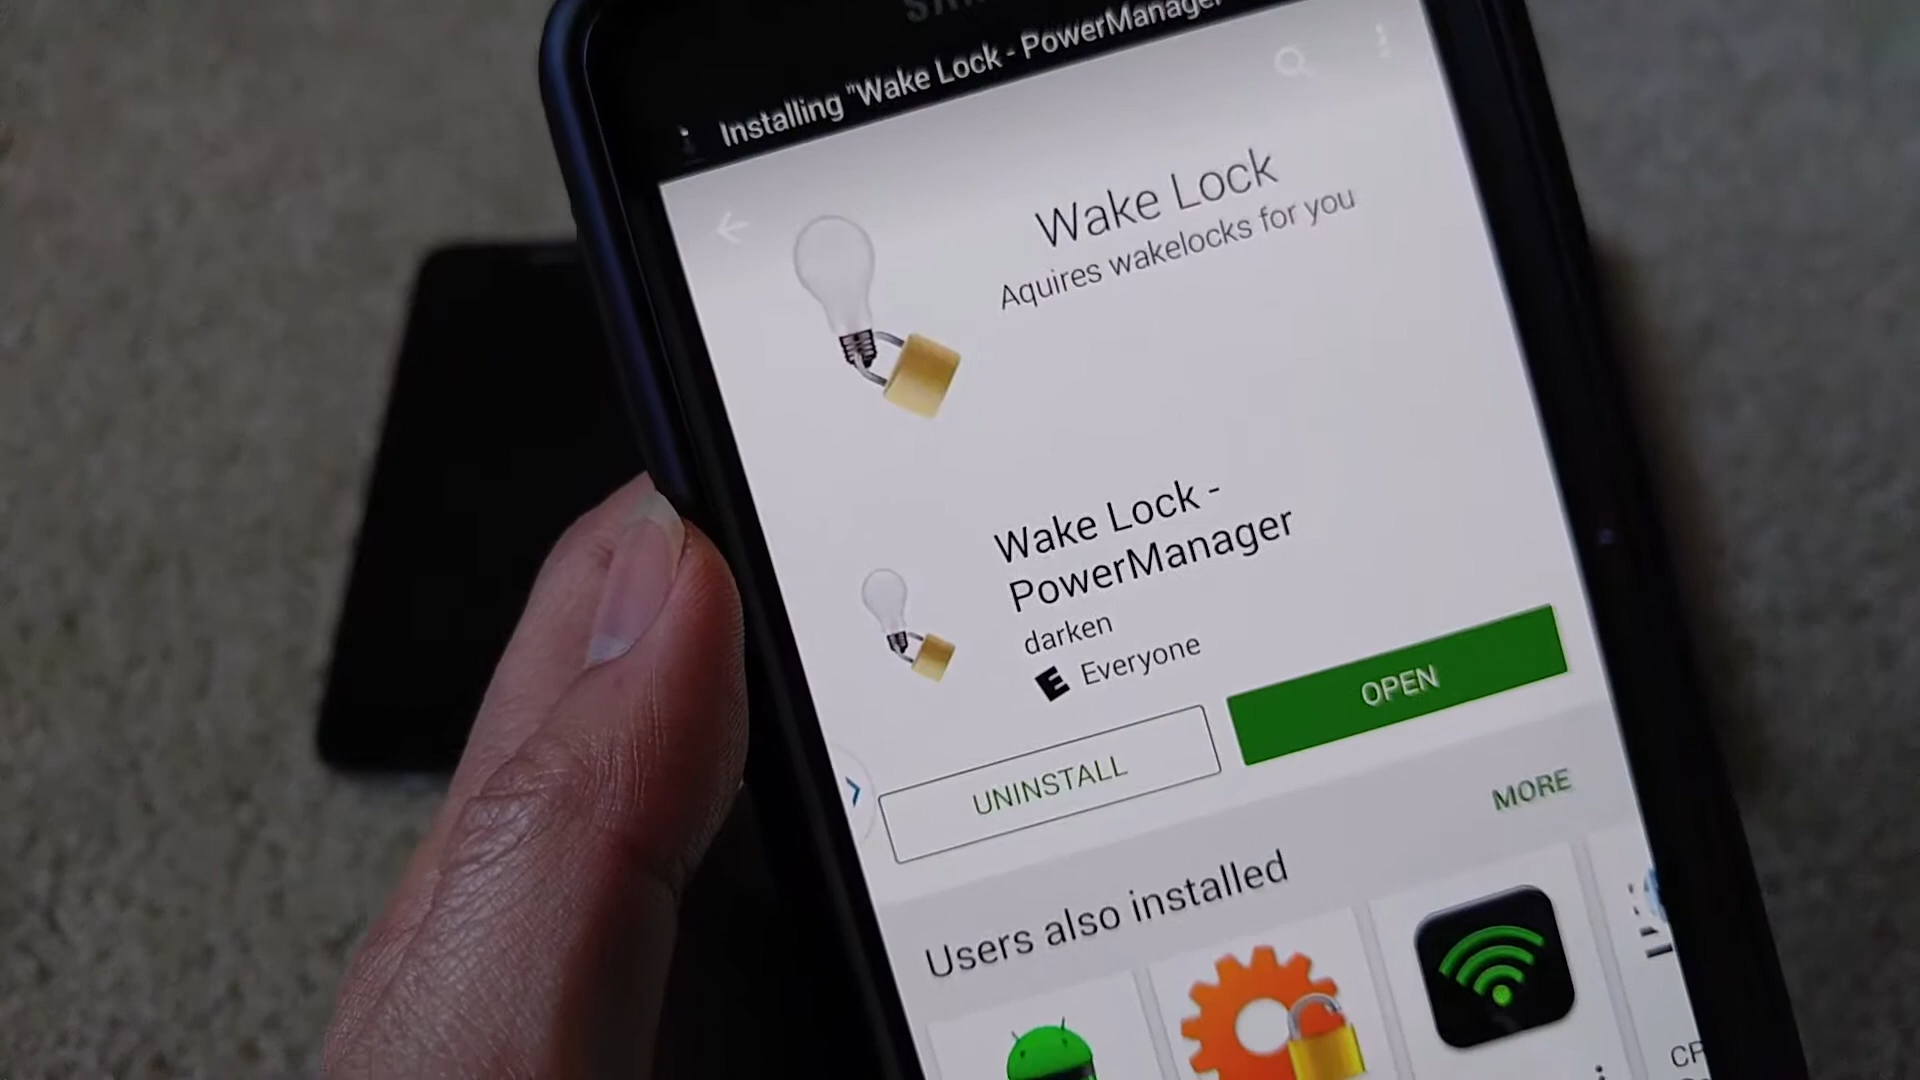 Installing "Wake Lock - PowerManager
Wake Lock
Aquires wakelocks for you
Wake Lock -
PowerManager
darken
E Everyone
UNINSTALL
OPEN
MORE
Users also installed